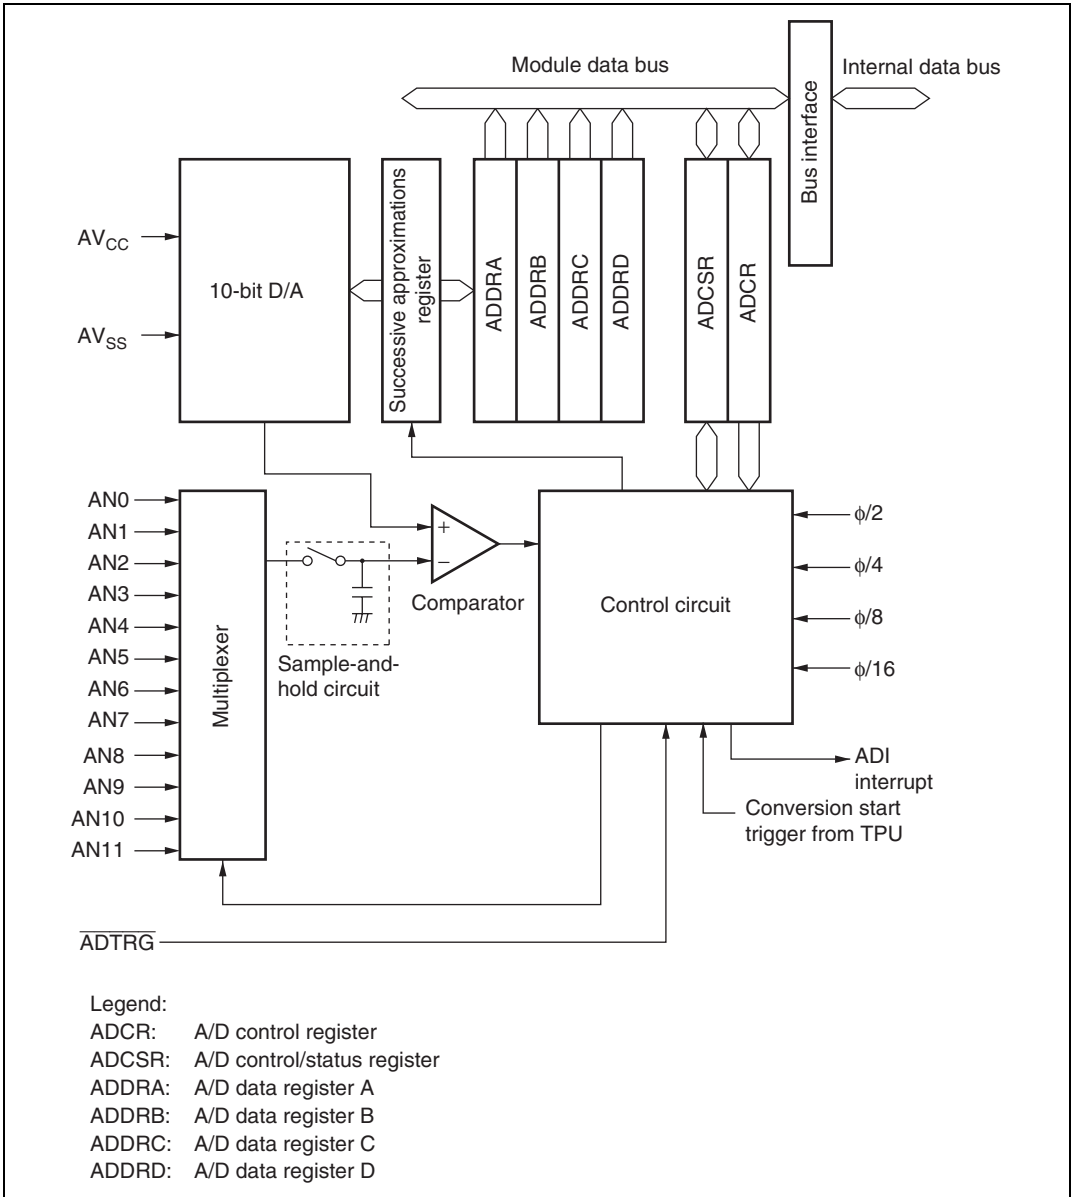 Module data bus
Internal data bus
Bus interface
AVCC
AVSS
10-bit D/A
Successive approximations
register
ADDRA
ADDRB
ADDRC
ADDRD
ADCSR
ADCR
AN0
AN1
AN2
AN3
AN4
AN5
AN6
AN7
AN8
AN9
AN10
AN11
Multiplexer
Sample-and-
hold circuit
+
−
Comparator
Control circuit
ϕ/2
ϕ/4
ϕ/8
ϕ/16
ADI
interrupt
Conversion start
trigger from TPU
ADTRG
Legend:
ADCR: A/D control register
ADCSR: A/D control/status register
ADDRA: A/D data register A
ADDRB: A/D data register B
ADDRC: A/D data register C
ADDRD: A/D data register D